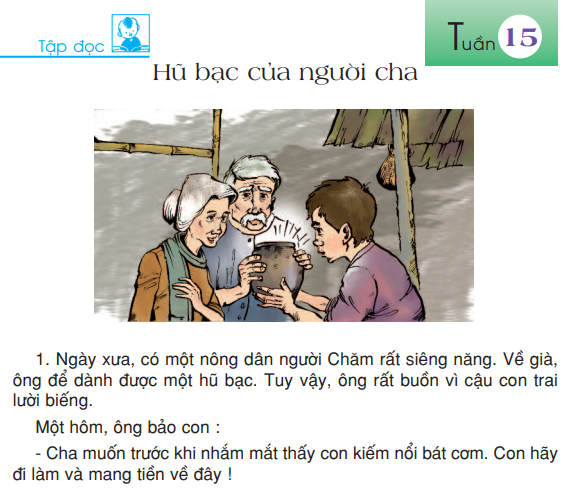 Tập đọc
Tuần 15
Hũ bạc của người cha
1. Ngày xưa, có một nông dân người Chăm rất siêng năng. Về già,
ông để dành được một hũ bạc. Tuy vậy, ông rất buồn vì cậu con trai
lười biếng.
Một hôm, ông bảo con :
- Cha muốn trước khi nhắm mắt thấy con kiếm nổi bát cơm. Con hãy
đi làm và mang tiền về đây !